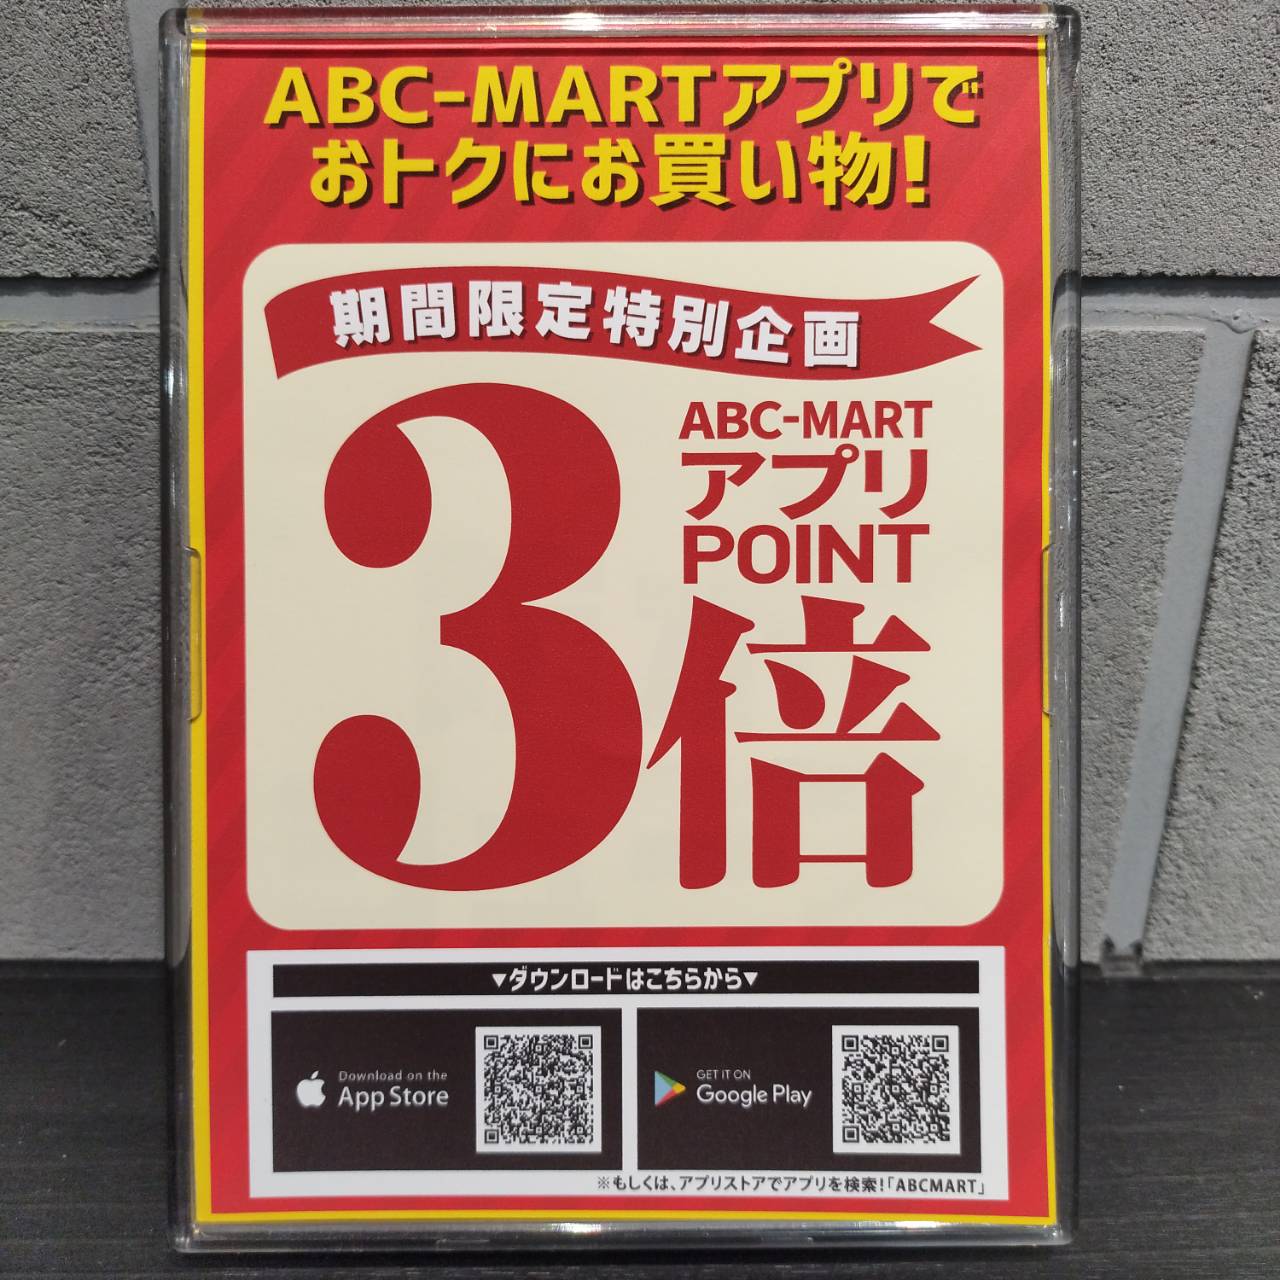 ABC-MARTアプリで
おトクにお買い物!
期間限定特別企画
3倍
ABC-MART
アプリ
POINT
▼ダウンロードはこちらから▼
Download on the
App Store
GET IT ON
Google Play
※もしくは、アプリストアでアプリを検索!「ABCMART」